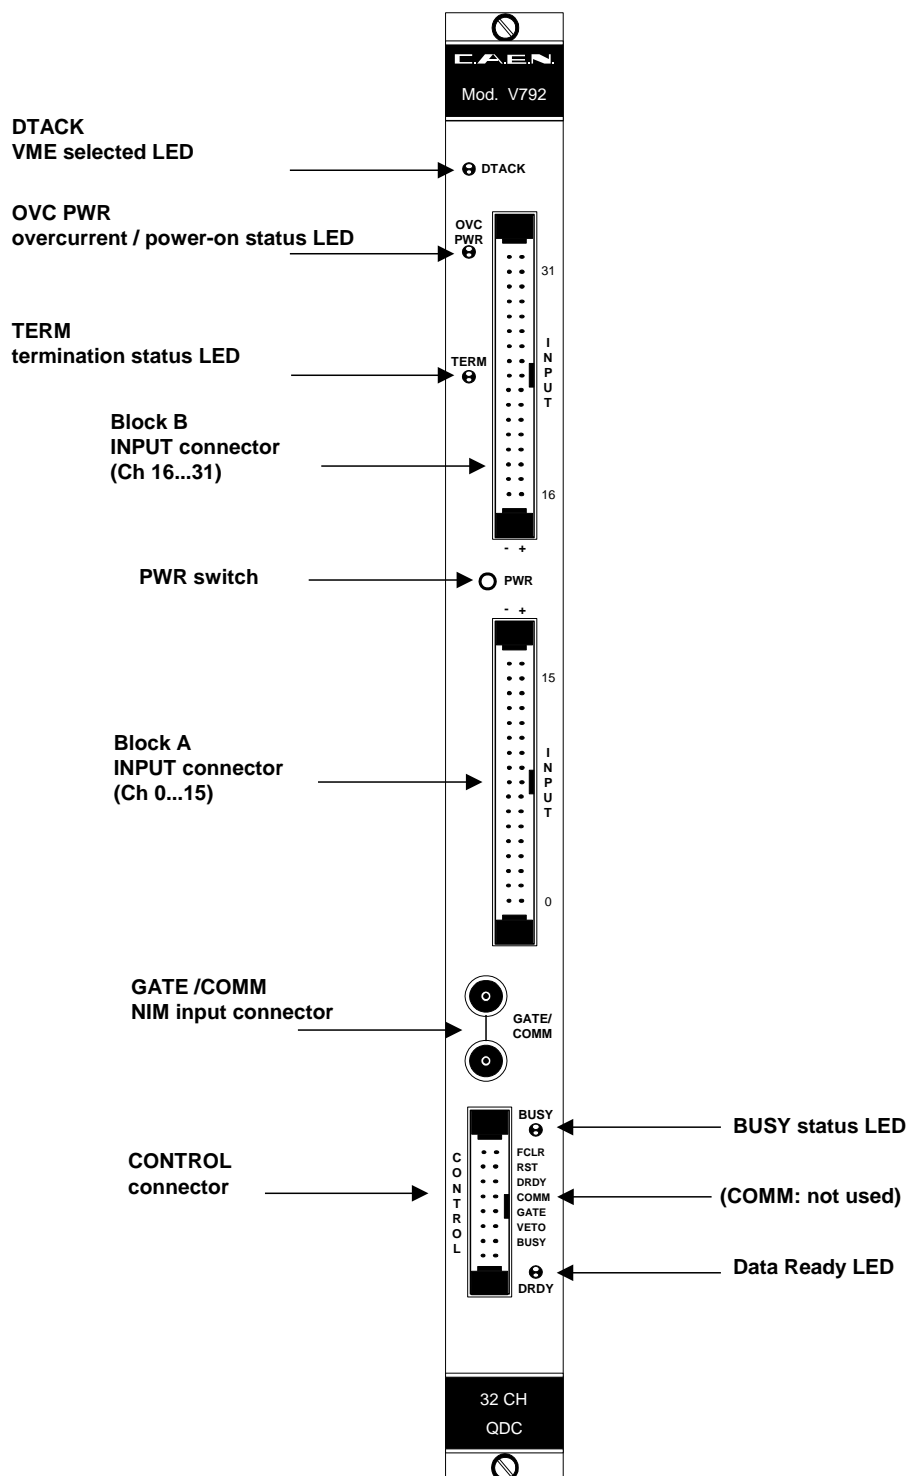 C.A.E.N.
Mod. V792
DTACK
VME selected LED
DTACK
OVC PWR
overcurrent / power-on status LED
OVC
PWR
31
TERM
termination status LED
TERM
INPUT
Block B
INPUT connector
(Ch 16...31)
16
- +
PWR switch
PWR
- +
15
Block A
INPUT connector
(Ch 0...15)
INPUT
0
GATE /COMM
NIM input connector
GATE/
COMM
BUSY
BUSY status LED
CONTROL
connector
CONTROL
FCLR
RST
DRDY
COMM
GATE
VETO
BUSY
(COMM: not used)
Data Ready LED
DRDY
32 CH
QDC